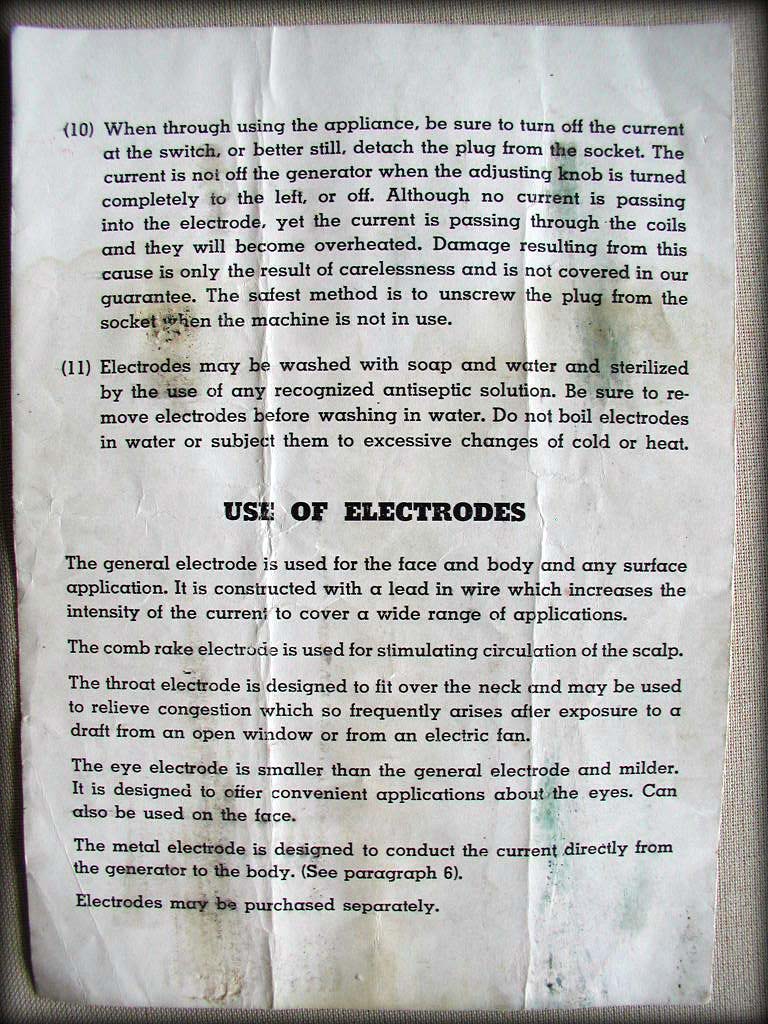 (10) When through using the appliance, be sure to turn off the current
at the switch, or better still, detach the plug from the socket. The
current is not off the generator when the adjusting knob is turned
completely to the left, or off. Although no current is passing
into the electrode, yet the current is passing through the coils
and they will become overheated. Damage resulting from this
cause is only the result of carelessness and is not covered in our
guarantee. The safest method is to unscrew the plug from the
socket when the machine is not in use.
(11) Electrodes may be washed with soap and water and sterilized
by the use of any recognized antiseptic solution. Be sure to re-
move electrodes before washing in water. Do not boil electrodes
in water or subject them to excessive changes of cold or heat.
USE OF ELECTRODES
The general electrode is used for the face and body and any surface
application. It is constructed with a lead in wire which increases the
intensity of the current to cover a wide range of applications.
The comb rake electrode is used for stimulating circulation of the scalp.
The throat electrode is designed to fit over the neck and may be used
to relieve congestion which so frequently arises after exposure to a
draft from an open window or from an electric fan.
The eye electrode is smaller than the general electrode and milder.
It is designed to offer convenient applications about the eyes. Can
also be used on the face.
The metal electrode is designed to conduct the current directly from
the generator to the body. (See paragraph 6).
Electrodes may be purchased separately.